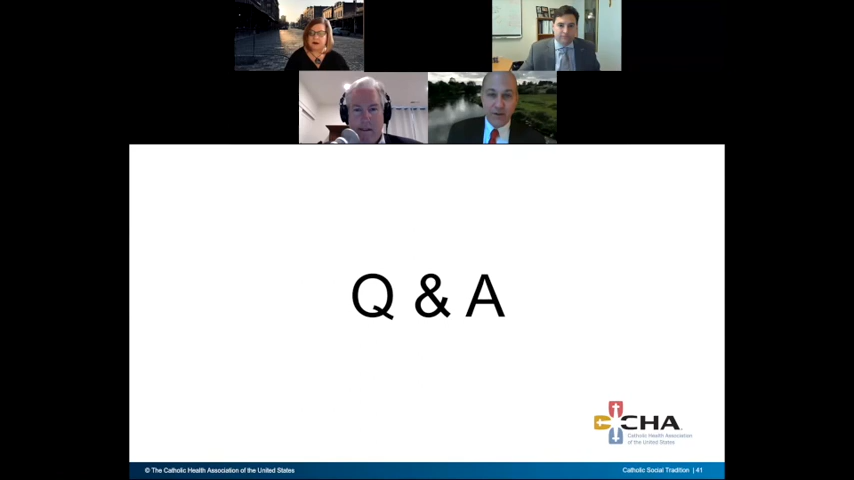 Q & A
CHA
Catholic Health Association
of the United States
© The Catholic Health Association of the United States
Catholic Social Tradition | 41